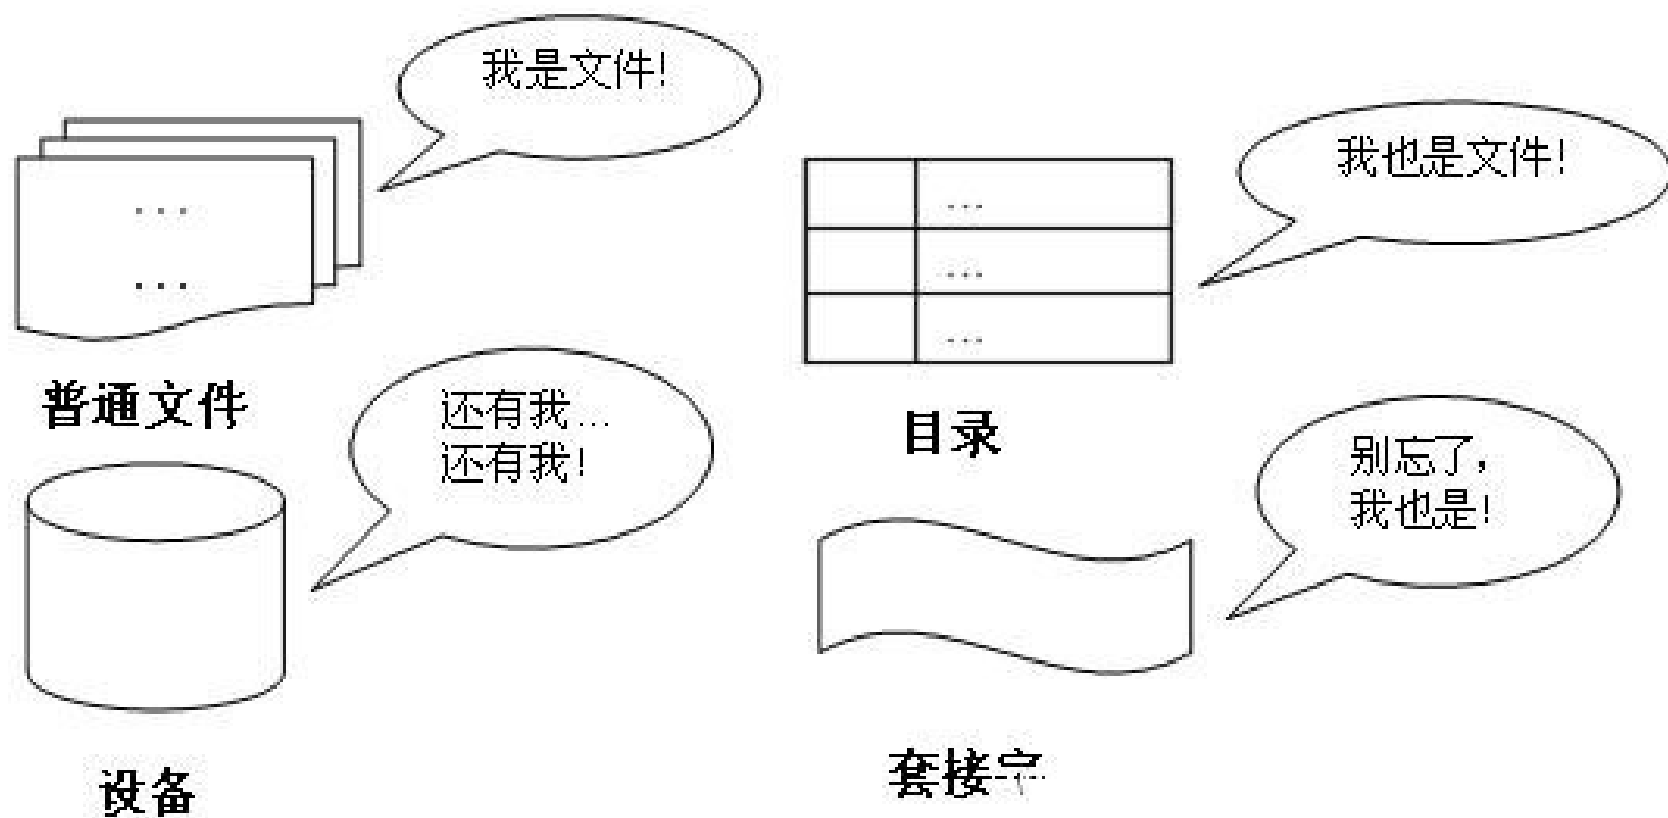 我是文件!
我也是文件!
...
...
...
...
...
普通文件
目录
还有我...
还有我!
别忘了,
我也是!
设备
套接字